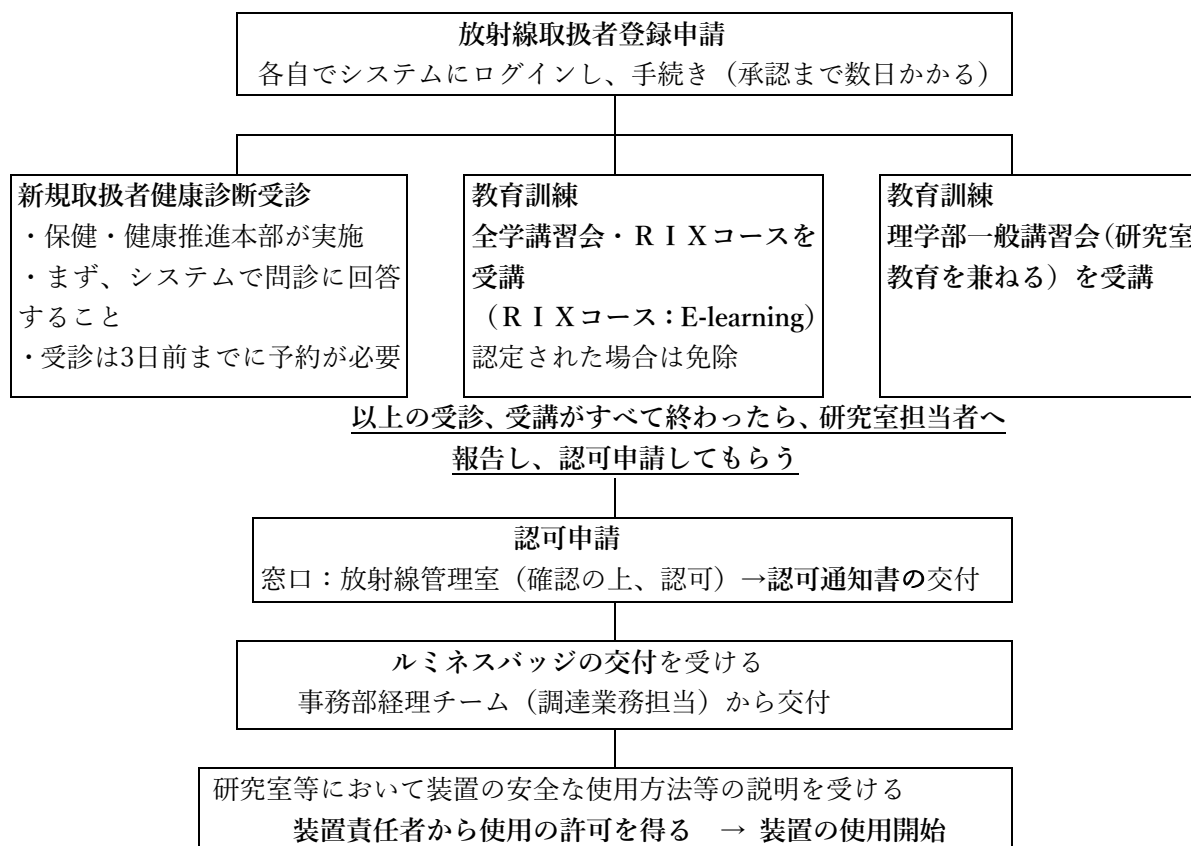 放射線取扱者登録申請
各自でシステムにログインし、手続き（承認まで数日かかる）
新規取扱者健康診断受診
・保健・健康推進本部が実施
・まず、システムで問診に回答
すること
・受診は3日前までに予約が必要
教育訓練
全学講習会・ＲＩＸコースを
受講
（ＲＩＸコース：E-learning)
認定された場合は免除
教育訓練
理学部一般講習会(研究室
教育を兼ねる）を受講
以上の受診、受講がすべて終わったら、研究室担当者へ
報告し、認可申請してもらう
認可申請
窓口：放射線管理室（確認の上、認可）→認可通知書の交付
ルミネスバッジの交付を受ける
事務部経理チーム（調達業務担当）から交付
研究室等において装置の安全な使用方法等の説明を受ける
装置責任者から使用の許可を得る　→ 装置の使用開始